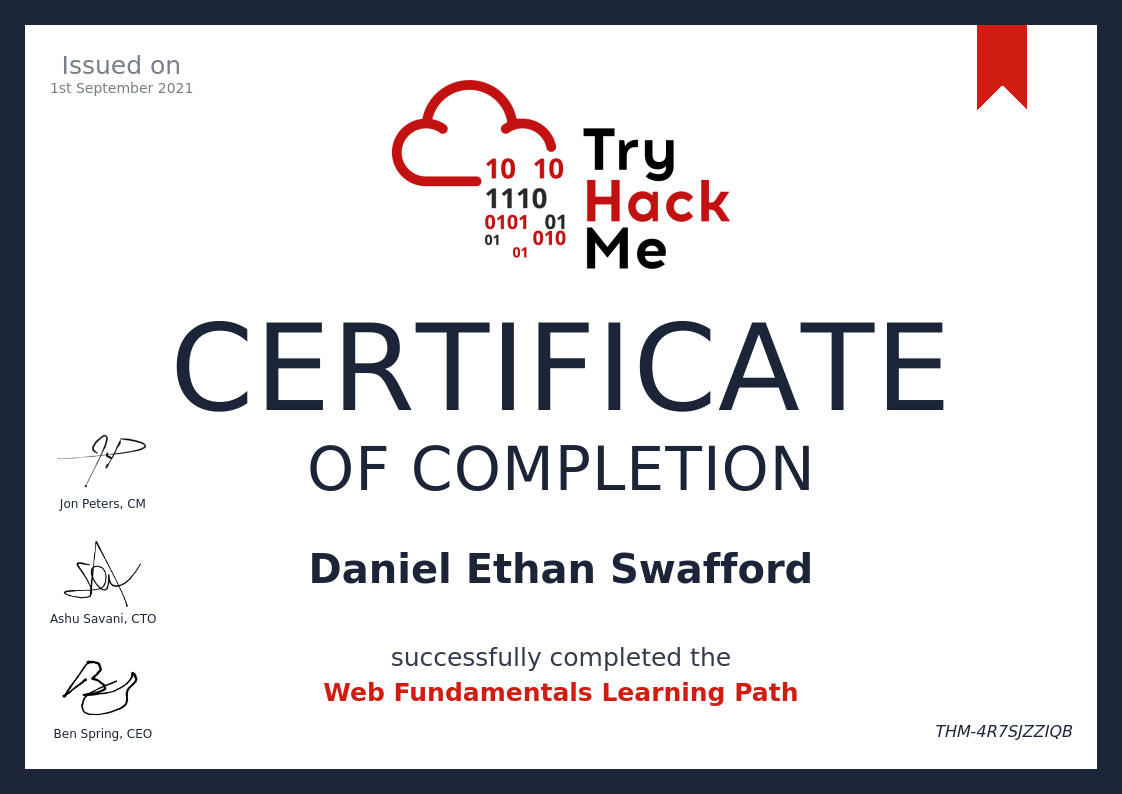 Issued on
1st September 2021
10 10
1110
0101 01
01 010
01
Try
Hack
Me
CERTIFICATE
OF COMPLETION
Jon Peters, CM
Daniel Ethan Swafford
Ashu Savani, CTO
successfully completed the
Web Fundamentals Learning Path
Ben Spring, CEO
THM-4R7SJZZIQB